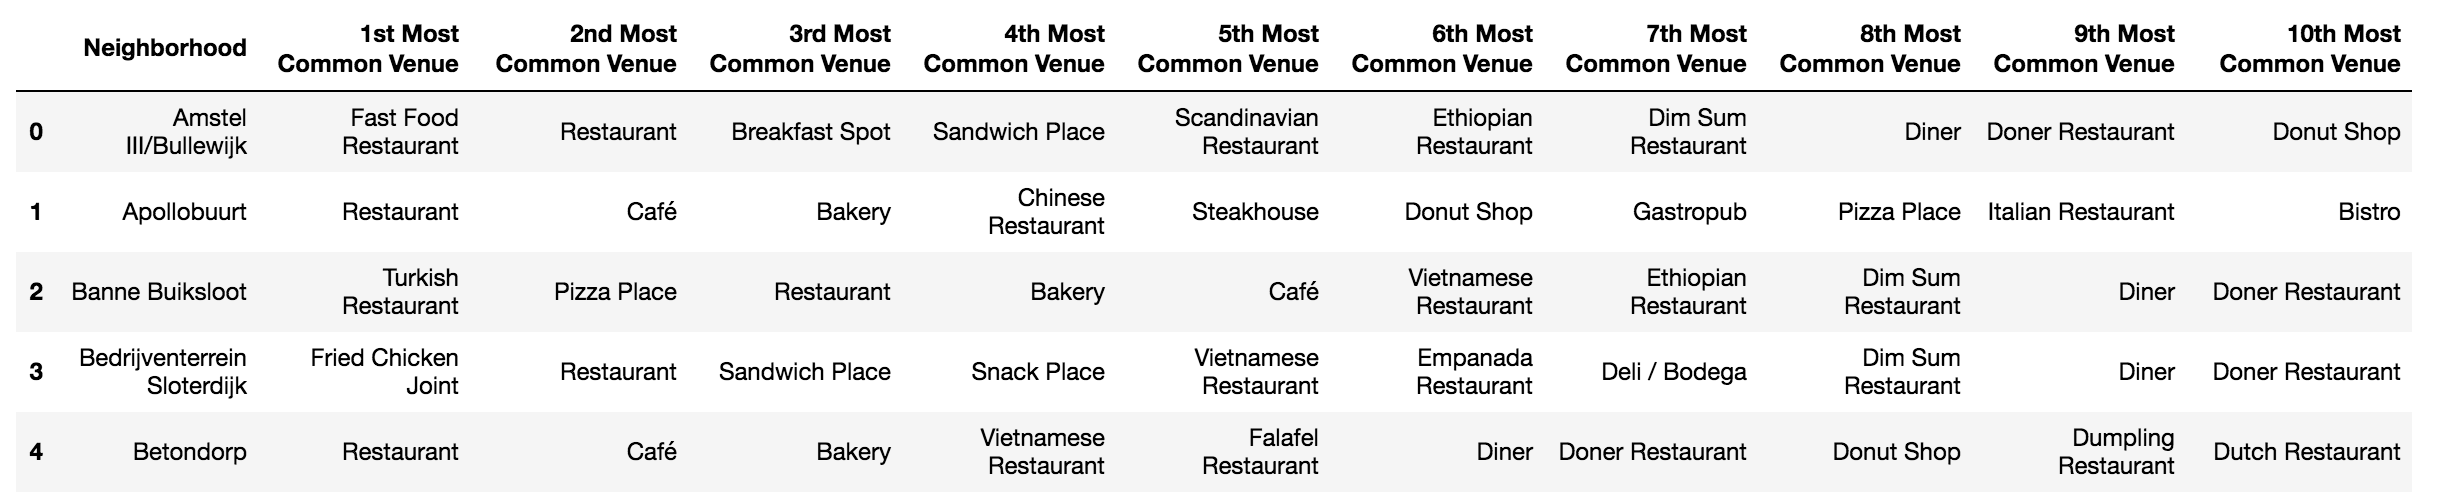 Neighborhood 1st Most Common Venue 2nd Most Common Venue 3rd Most Common Venue 4th Most Common Venue 5th Most Common Venue 6th Most Common Venue 7th Most Common Venue 8th Most Common Venue 9th Most Common Venue 10th Most Common Venue
0 Amstel III/Bullewijk Fast Food Restaurant Restaurant Breakfast Spot Sandwich Place Scandinavian Restaurant Ethiopian Restaurant Dim Sum Restaurant Diner Doner Restaurant Donut Shop
1 Apollobuurt Restaurant Café Bakery Chinese Restaurant Steakhouse Donut Shop Gastropub Pizza Place Italian Restaurant Bistro
2 Banne Buiksloot Turkish Restaurant Pizza Place Restaurant Bakery Café Vietnamese Restaurant Ethiopian Restaurant Dim Sum Restaurant Diner Doner Restaurant
3 Bedrijventerrein Sloterdijk Fried Chicken Joint Restaurant Sandwich Place Snack Place Vietnamese Restaurant Empanada Restaurant Deli / Bodega Dim Sum Restaurant Diner Doner Restaurant
4 Betondorp Restaurant Café Bakery Vietnamese Restaurant Falafel Restaurant Diner Doner Restaurant Donut Shop Dumpling Restaurant Dutch Restaurant